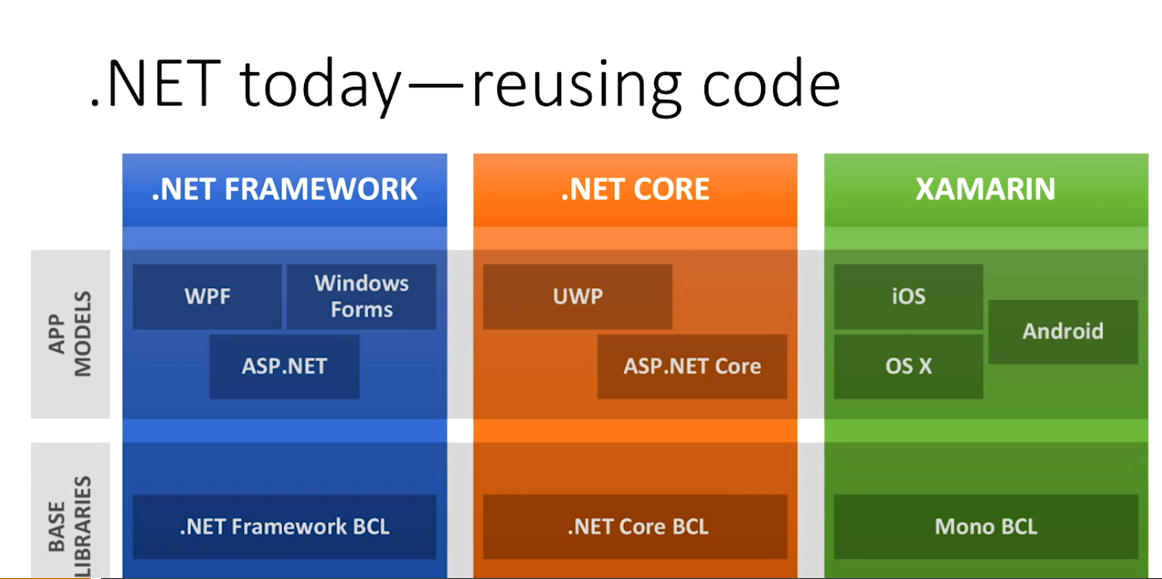 .NET today—reusing code
.NET FRAMEWORK
.NET CORE
XAMARIN
APP
MODELS
WPF
Windows
Forms
ASP.NET
UWP
ASP.NET Core
iOS
Android
OS X
BASE
LIBRARIES
.NET Framework BCL
.NET Core BCL
Mono BCL